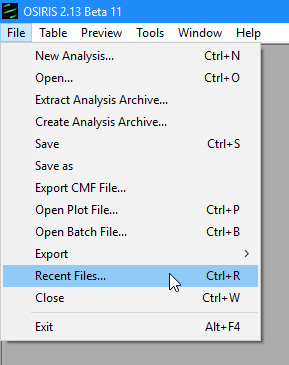 OSIRIS 2.13 Beta 11
File Table Preview Tools Window Help
New Analysis... Ctrl+N
Open... Ctrl+O
Extract Analysis Archive...
Create Analysis Archive...
Save Ctrl+S
Save as
Export CMF File...
Open Plot File... Ctrl+P
Open Batch File... Ctrl+B
Export
Recent Files... Ctrl+R
Close Ctrl+W
Exit Alt+F4